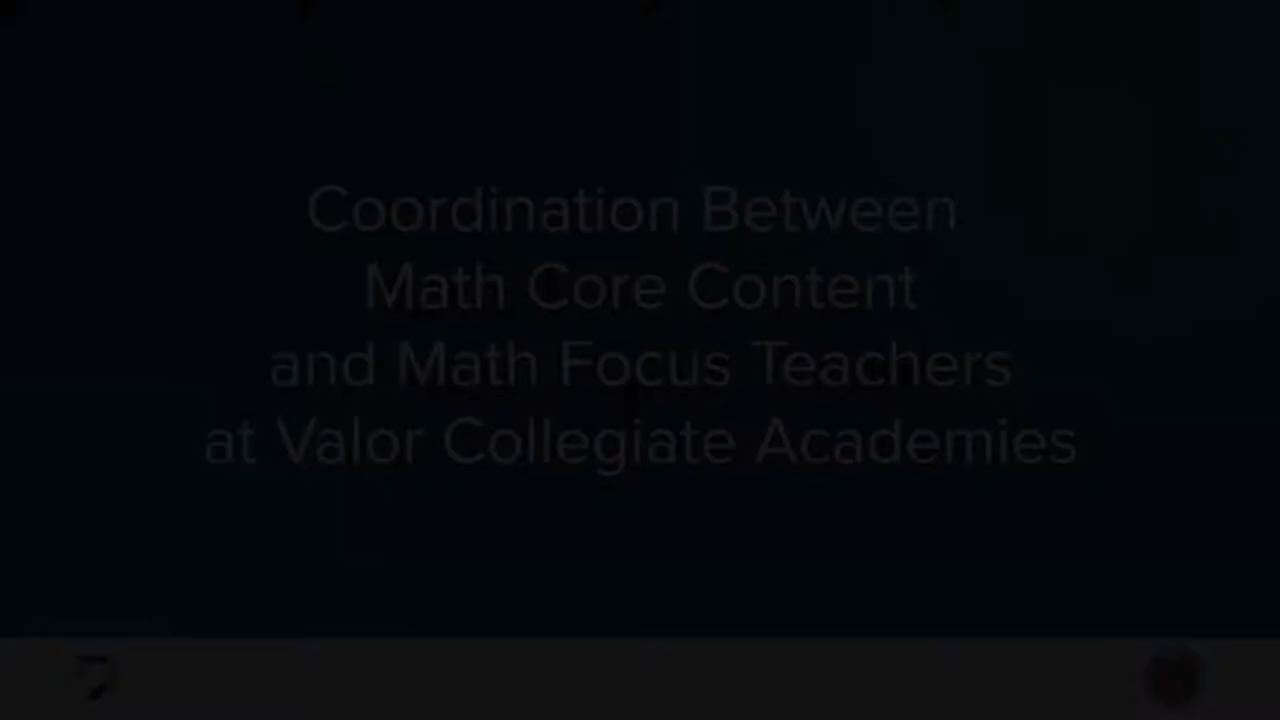 Coordination Between
Math Core Content
and Math Focus Teachers
at Valor Collegiate Academies